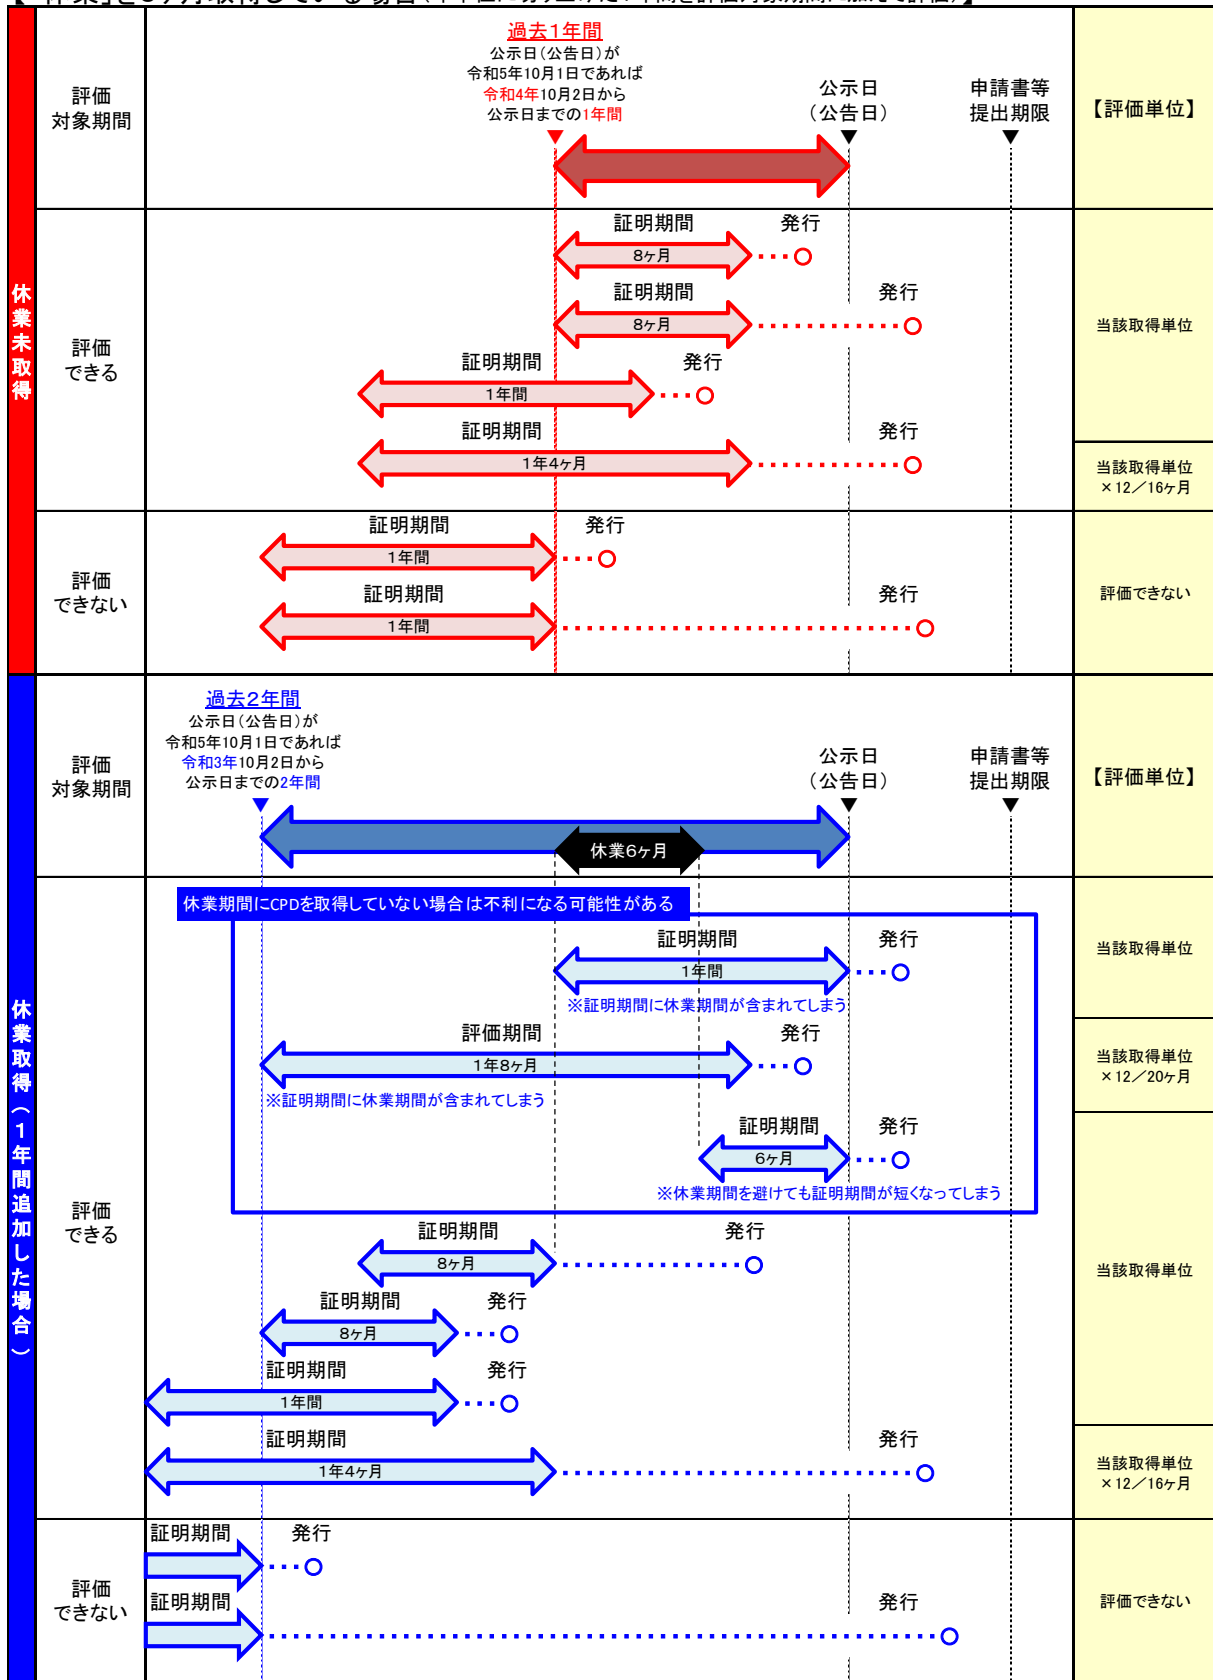 過去1年間
公示日(公告日)が
令和5年10月1日であれば
令和4年10月2日から
公示日までの1年間
評価
対象期間
公示日
(公告日)
申請書等
提出期限
【評価単位】
休業未取得
評価
できる
証明期間
発行
8ヶ月
証明期間
発行
8ヶ月
当該取得単位
証明期間
発行
1年間
証明期間
発行
1年4ヶ月
当該取得単位
×12/16ヶ月
評価
できない
証明期間
発行
1年間
証明期間
発行
1年間
評価できない
過去2年間
公示日(公告日)が
令和5年10月1日であれば
令和3年10月2日から
公示日までの2年間
評価
対象期間
公示日
(公告日)
申請書等
提出期限
【評価単位】
休業6ヶ月
休業取得(1年間追加した場合)
評価
できる
休業期間にCPDを取得していない場合は不利になる可能性がある
証明期間
発行
1年間
※証明期間に休業期間が含まれてしまう
当該取得単位
評価期間
発行
1年8ヶ月
※証明期間に休業期間が含まれてしまう
当該取得単位
×12/20ヶ月
証明期間
発行
6ヶ月
※休業期間を避けても証明期間が短くなってしまう
証明期間
発行
8ヶ月
当該取得単位
証明期間
発行
8ヶ月
証明期間
発行
1年間
証明期間
発行
1年4ヶ月
当該取得単位
×12/16ヶ月
評価
できない
証明期間
発行
証明期間
発行
評価できない